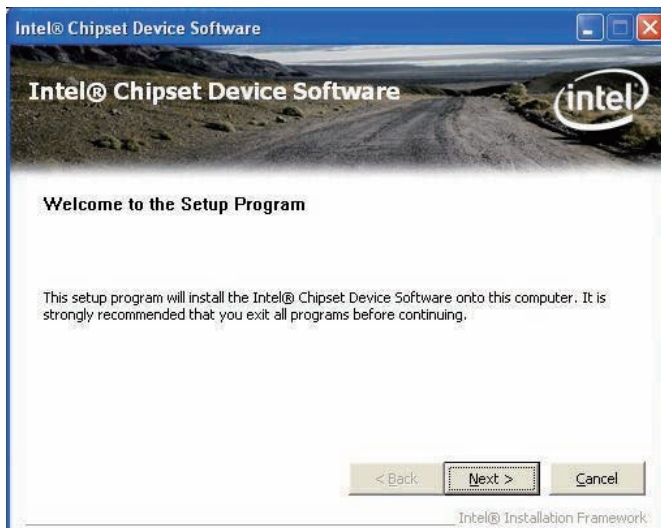 Intel® Chipset Device Software
Intel® Chipset Device Software
intel
Welcome to the Setup Program
This setup program will install the Intel® Chipset Device Software onto this computer. It is
strongly recommended that you exit all programs before continuing.
< Back
Next >
Cancel
Intel® Installation Framework